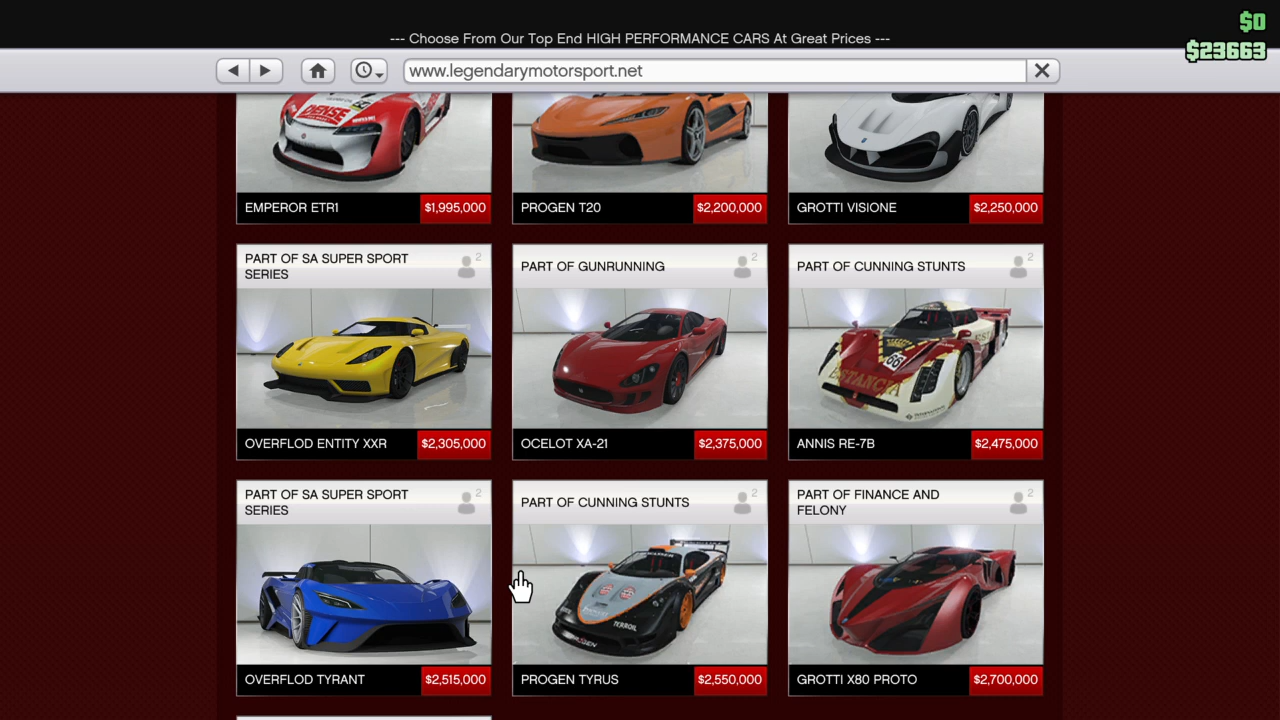 $0
--- Choose From Our Top End HIGH PERFORMANCE CARS At Great Prices ---
$23663
www.legendarymotorsport.net
DENSE
EMPEROR ETR1 $1,995,000
PROGEN T20 $2,200,000
GROTTI VISIONE $2,250,000
PART OF SA SUPER SPORT
SERIES
2
PART OF GUNRUNNING
2
PART OF CUNNING STUNTS
2
66
ESTANCIA
OVERFLOD ENTITY XXR $2,305,000
OCELOT XA-21 $2,375,000
ANNIS RE-7B $2,475,000
PART OF SA SUPER SPORT
SERIES
2
PART OF CUNNING STUNTS
2
PART OF FINANCE AND
FELONY
2
TERROIL
OVERFLOD TYRANT $2,515,000
PROGEN TYRUS $2,550,000
GROTTI X80 PROTO $2,700,000